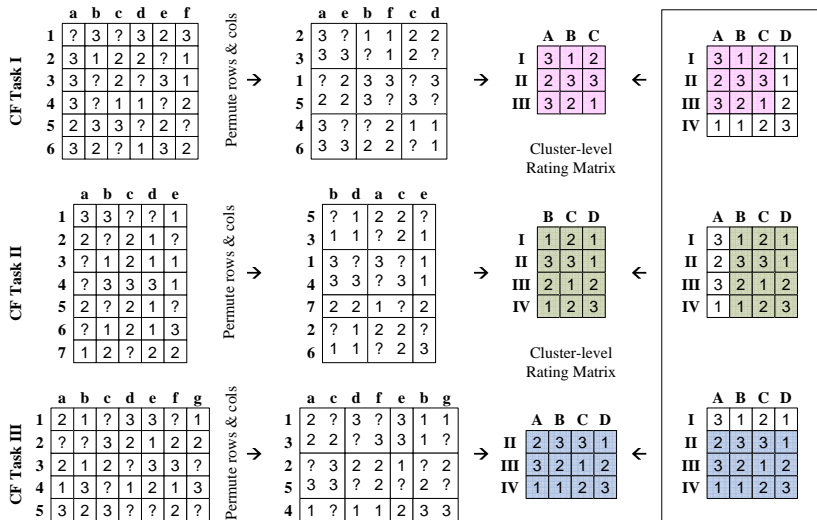 a b c d e f
1 ? 3 ? 3 2 3
2 3 1 2 2 ? 1
3 3 ? 2 ? 3 1
4 3 ? 1 1 ? 2
5 2 3 3 ? 2 ?
6 3 2 ? 1 3 2
CF Task I
Permute rows & cols
→
a e b f c d
2 3 ? 1 1 2 2
3 3 3 ? 1 2 ?
1 ? 2 3 3 ? 3
5 2 2 3 ? 3 ?
4 3 ? ? 2 1 1
6 3 3 2 2 ? 1
→
A B C
I 3 1 2
II 2 3 3
III 3 2 1
Cluster-level
Rating Matrix
←
A B C D
I 3 1 2 1
II 2 3 3 1
III 3 2 1 2
IV 1 1 2 3
a b c d e
1 3 3 ? ? 1
2 2 ? 2 1 ?
3 ? 1 2 1 1
4 ? 3 3 3 1
5 2 ? 2 1 ?
6 ? 1 2 1 3
7 1 2 ? 2 2
CF Task II
Permute rows & cols
→
b d a c e
5 ? 1 2 2 ?
3 1 1 ? 2 1
1 3 ? 3 ? 1
4 3 3 ? 3 1
7 2 2 1 ? 2
2 ? 1 2 2 ?
6 1 1 ? 2 3
→
B C D
I 1 2 1
II 3 3 1
III 2 1 2
IV 1 2 3
Cluster-level
Rating Matrix
←
A B C D
I 3 1 2 1
II 2 3 3 1
III 3 2 1 2
IV 1 1 2 3
a b c d e f g
1 2 1 ? 3 3 ? 1
2 ? ? 3 2 1 2 2
3 2 1 2 ? 3 3 ?
4 1 3 ? 1 2 1 3
5 3 2 3 ? ? 2 ?
CF Task III
Permute rows & cols
→
a c d f e b g
1 2 ? 3 ? 3 1 1
3 2 2 ? 3 3 1 ?
2 ? 3 2 2 1 ? 2
5 3 3 ? 2 ? 2 ?
4 1 ? 1 1 2 3 3
→
A B C D
II 2 3 3 1
III 3 2 1 2
IV 1 1 2 3
←
A B C D
I 3 1 2 1
II 2 3 3 1
III 3 2 1 2
IV 1 1 2 3